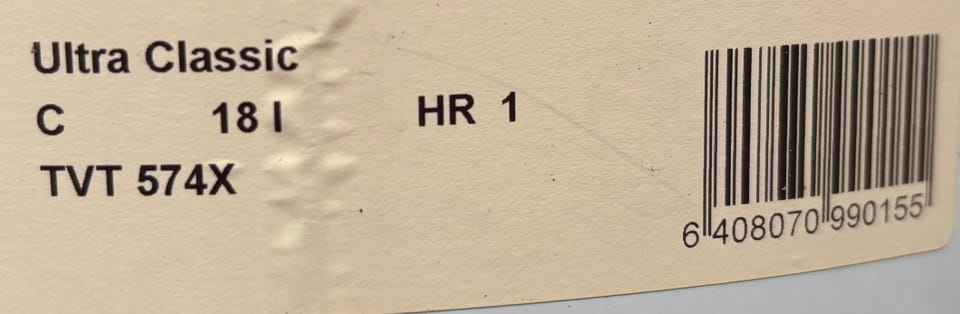 Ultra Classic
C 18 l HR 1
TVT 574X
6 408070 990155